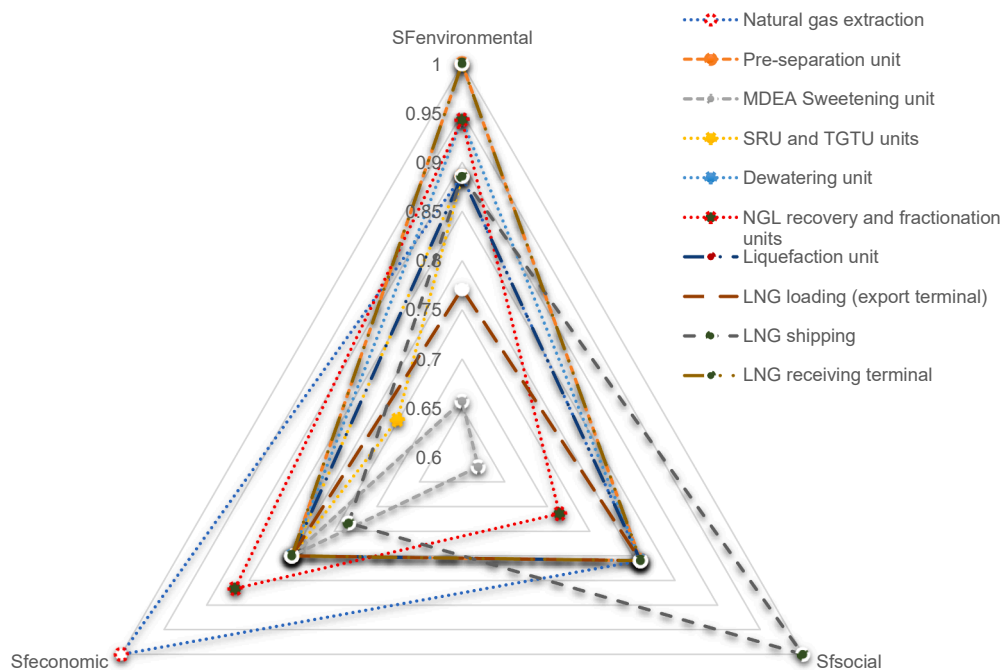 SFenvironmental
1
0.95
0.9
0.85
0.8
0.75
0.7
0.65
0.6
Sfeconomic
Sfsocial
Natural gas extraction
Pre-separation unit
MDEA Sweetening unit
SRU and TGTU units
Dewatering unit
NGL recovery and fractionation
units
Liquefaction unit
LNG loading (export terminal)
LNG shipping
LNG receiving terminal